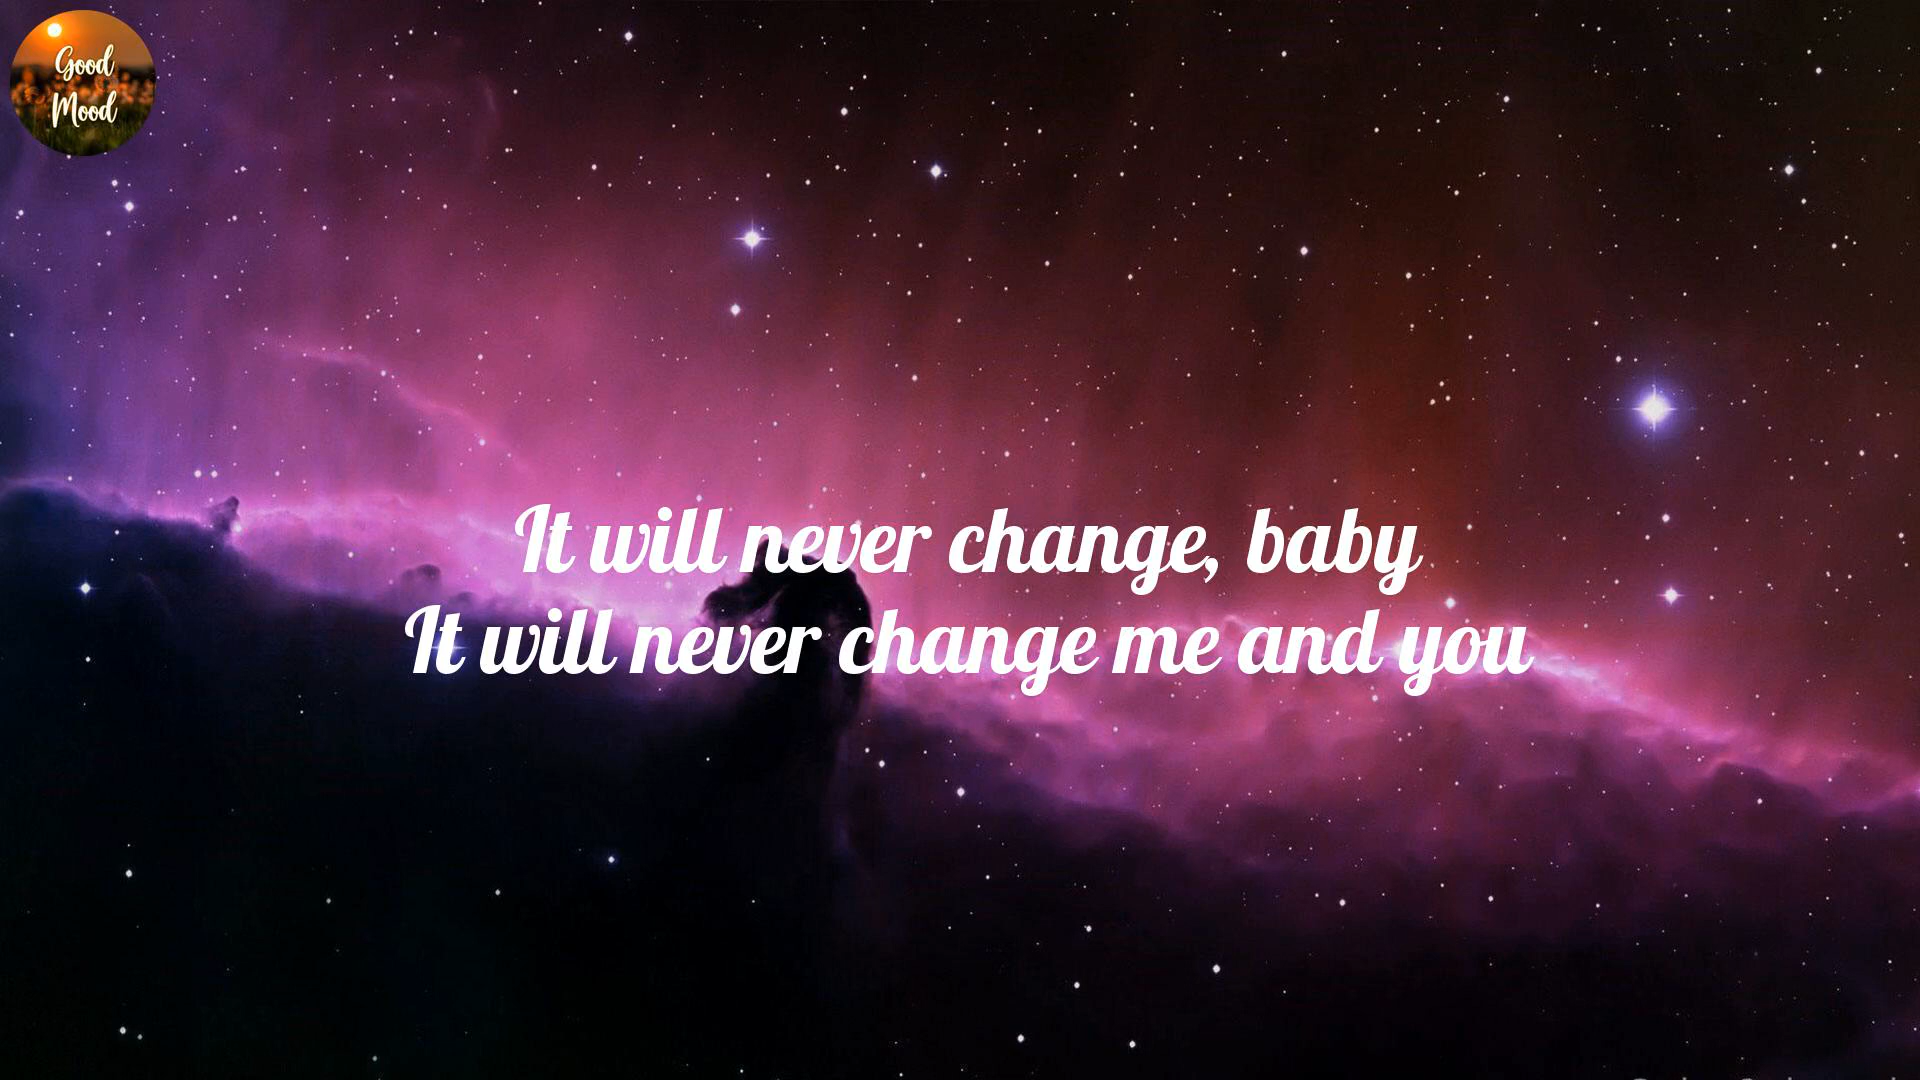 Good
Mood
It will never change, baby
It will never change me and you